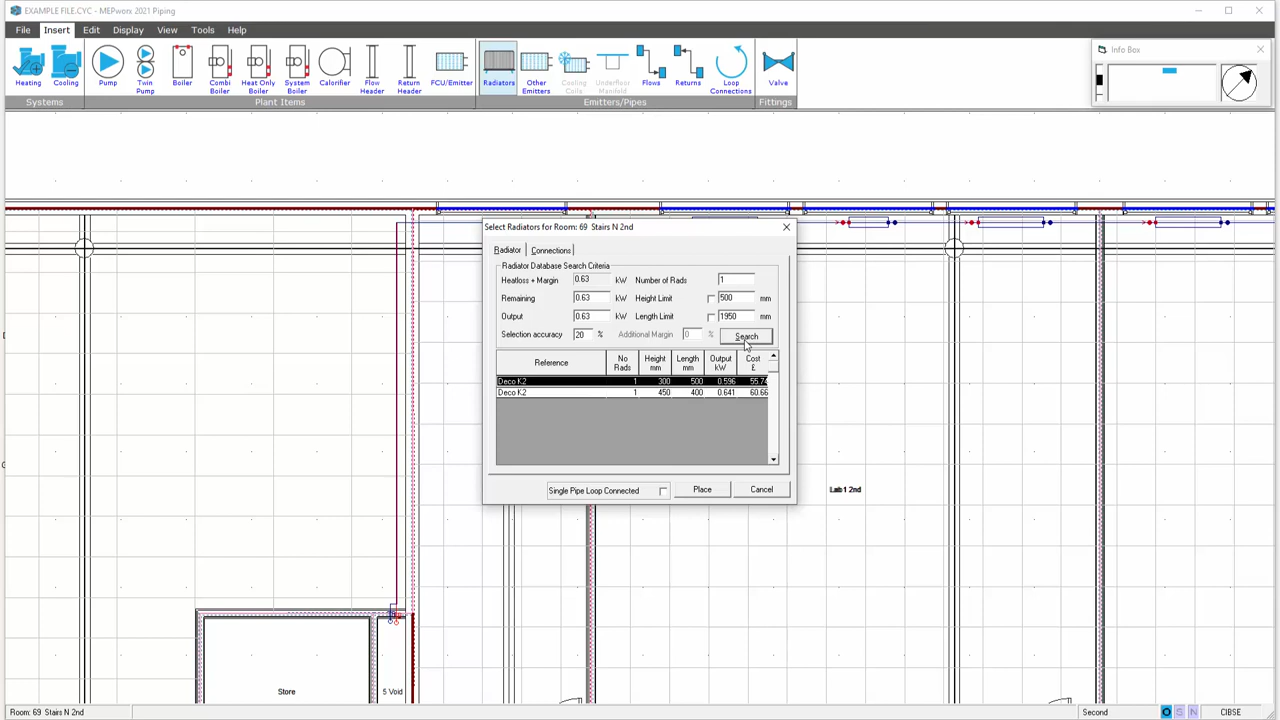 EXAMPLE FILE.CYC - MEPworx 2021 Piping
File Insert Edit Display View Tools Help
Info Box
Heating
Cooling
Pump
Twin Pump
Boiler
Combi Boiler
Heat Only Boiler
System Boiler
Calorifier
Flow Header
Return Header
FCU/Emitter
Radiators
Other Emitters
Cooling Coils
Underfloor Manifold
Flows
Returns
Loop Connections
Valve
Systems
Plant Items
Emitters/Pipes
Fittings
Select Radiators for Room: 69 Stairs N 2nd
Radiator Connections
Radiator Database Search Criteria
Heatloss + Margin 0.63 kW Number of Rads 1
Remaining 0.63 kW Height Limit 500 mm
Output 0.63 kW Length Limit 1950 mm
Selection accuracy 20 % Additional Margin 0 % Search
Reference No Rads Height mm Length mm Output kW Cost £
Deco K2 1 300 500 0.596 55.74
Deco K2 1 450 400 0.641 60.66
Single Pipe Loop Connected Place Cancel
Lab1 2nd
Store
5 Void
Room: 69 Stairs N 2nd
Second
O S N
CIBSE